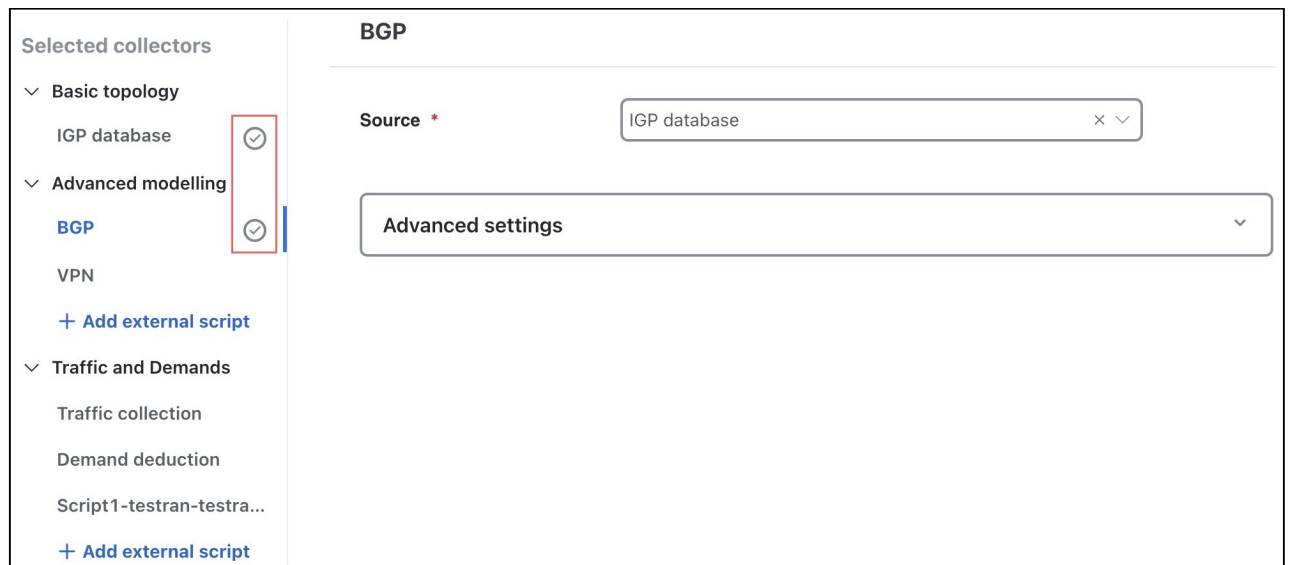 Selected collectors
Basic topology
IGP database
Advanced modelling
BGP
VPN
+ Add external script
Traffic and Demands
Traffic collection
Demand deduction
Script1-testran-testra...
+ Add external script
BGP
Source *
IGP database
Advanced settings